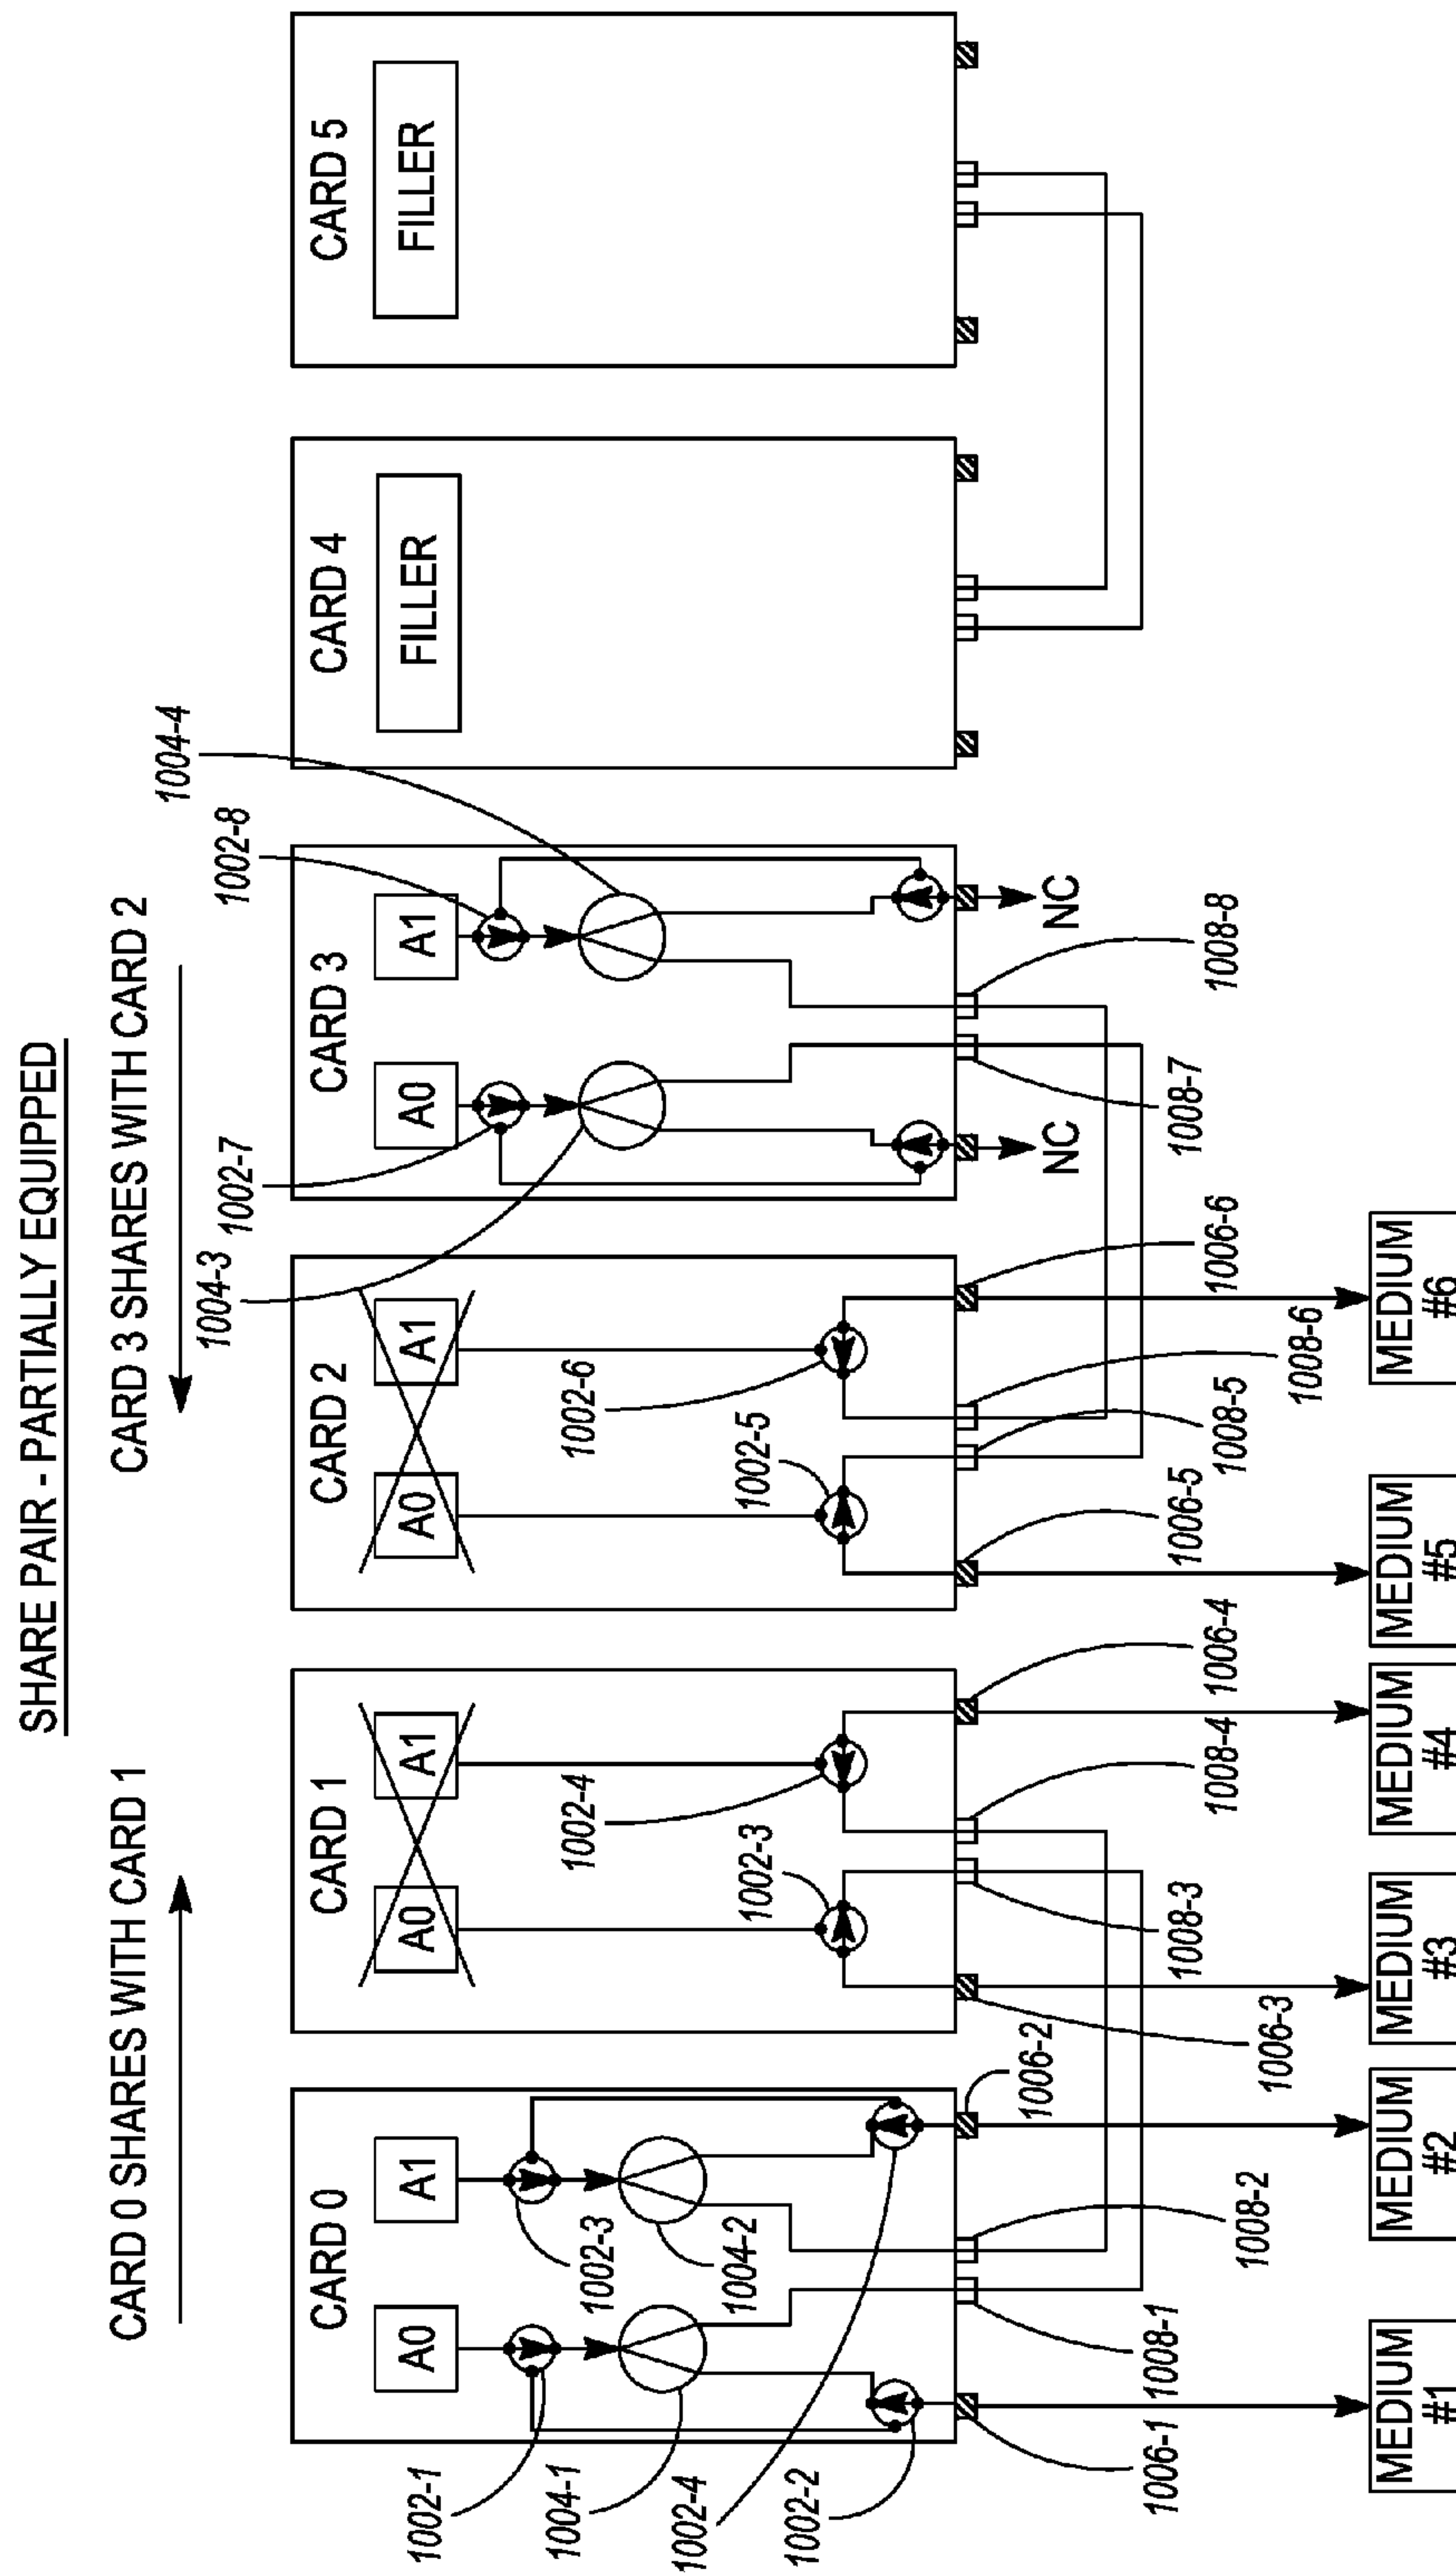 SHARE PAIR - PARTIALLY EQUIPPED
CARD 0 SHARES WITH CARD 1
CARD 3 SHARES WITH CARD 2
CARD 0
A0
A1
1002-1
1004-1
1002-4
1002-2
1002-3
1004-2
1006-1
1008-1
1008-2
1006-2
CARD 1
A0
A1
1002-3
1002-4
1006-3
1008-3
1008-4
1006-4
CARD 2
A0
A1
1002-5
1002-6
1006-5
1008-5
1008-6
1006-6
CARD 3
A0
A1
1004-3
1002-7
1002-8
1004-4
NC
NC
1008-7
1008-8
CARD 4
FILLER
CARD 5
FILLER
MEDIUM
#1
MEDIUM
#2
MEDIUM
#3
MEDIUM
#4
MEDIUM
#5
MEDIUM
#6